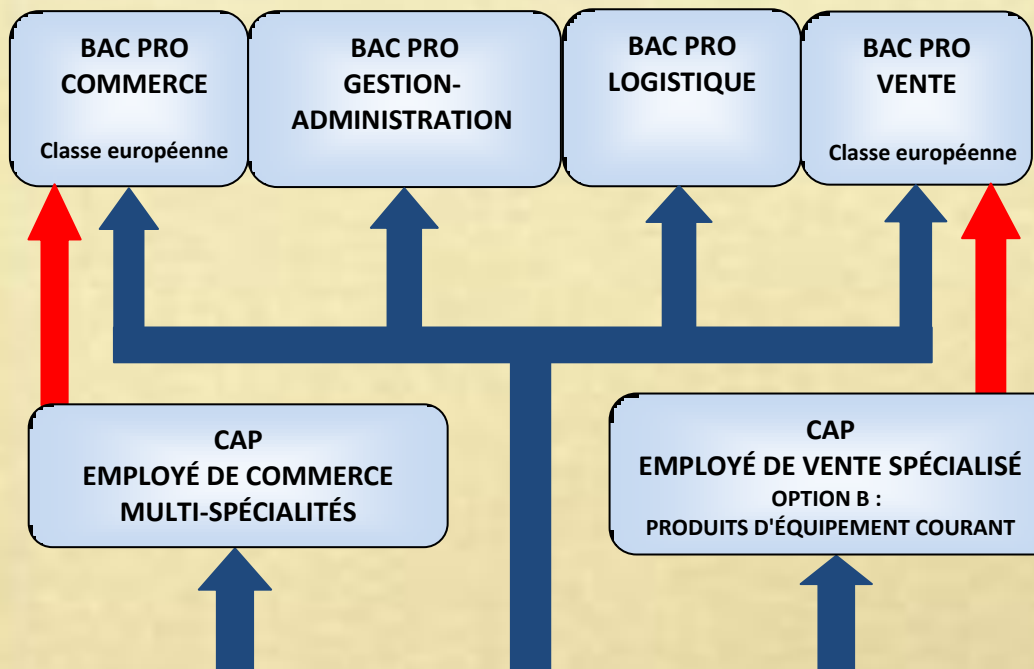 BAC PRO
COMMERCE
Classe européenne
BAC PRO
GESTION-
ADMINISTRATION
BAC PRO
LOGISTIQUE
BAC PRO
VENTE
Classe européenne
CAP
EMPLOYÉ DE COMMERCE
MULTI-SPÉCIALITÉS
CAP
EMPLOYÉ DE VENTE SPÉCIALISÉ
OPTION B :
PRODUITS D'ÉQUIPEMENT COURANT